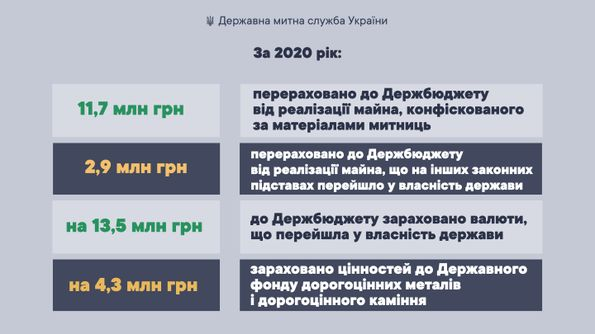 Державна митна служба України
За 2020 рік:
11,7 млн грн
перераховано до Держбюджету
від реалізації майна, конфіскованого
за матеріалами митниць
2,9 млн грн
перераховано до Держбюджету
від реалізації майна, що на інших законних
підставах перейшло у власність держави
на 13,5 млн грн
до Держбюджету зараховано валюти,
що перейшла у власність держави
на 4,3 млн грн
зараховано цінностей до Державного
фонду дорогоцінних металів
і дорогоцінного каміння